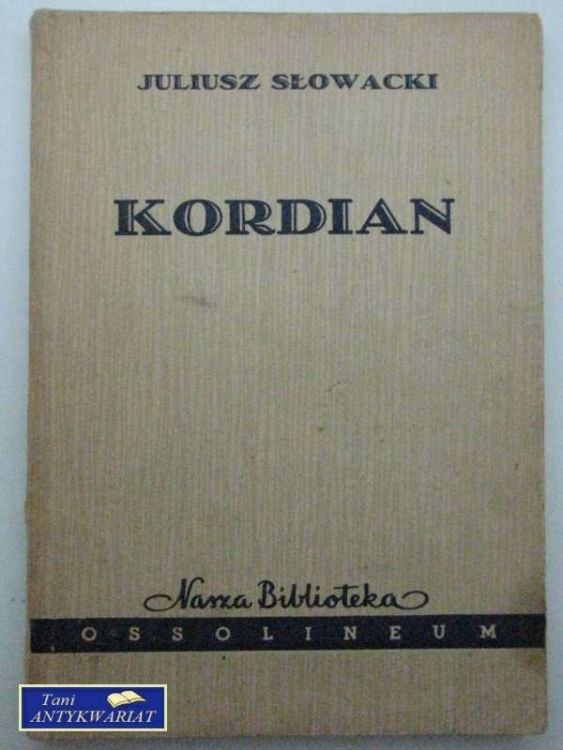 JULIUSZ SŁOWACKI
KORDIAN
Nasza Biblioteka
OSSOLINEUM
Tani
ANTYKWARIAT